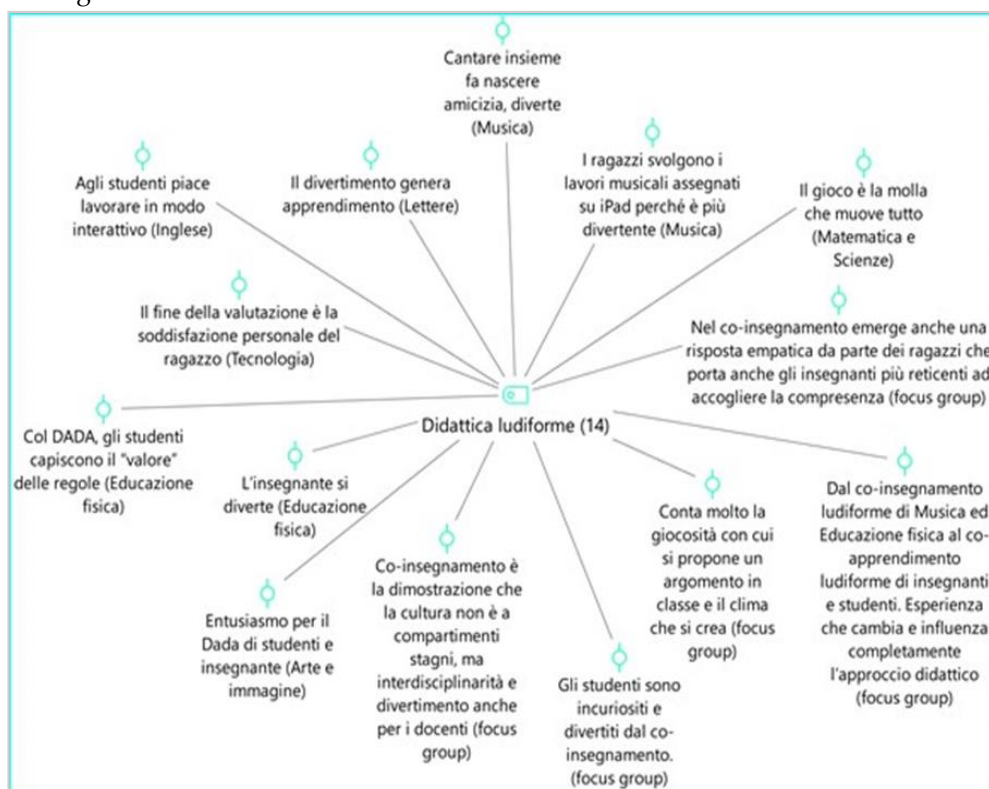 Cantare insieme
fa nascere
amicizia, diverte
(Musica)
Agli studenti piace
lavorare in modo
interattivo (Inglese)
Il divertimento genera
apprendimento (Lettere)
I ragazzi svolgono i
lavori musicali assegnati
su iPad perché è più
divertente (Musica)
Il gioco è la molla
che muove tutto
(Matematica e
Scienze)
Il fine della valutazione è la
soddisfazione personale del
ragazzo (Tecnologia)
Nel co-insegnamento emerge anche una
risposta empatica da parte dei ragazzi che
porta anche gli insegnanti più reticenti ad
accogliere la compresenza (focus group)
Didattica ludiforme (14)
Col DADA, gli studenti
capiscono il "valore"
delle regole (Educazione
fisica)
L'insegnante si
diverte (Educazione
fisica)
Entusiasmo per il
Dada di studenti e
insegnante (Arte e
immagine)
Co-insegnamento è
la dimostrazione che
la cultura non è a
compartimenti
stagni, ma
interdisciplinarità e
divertimento anche
per i docenti (focus
group)
Gli studenti sono
incuriositi e
divertiti dal co-
insegnamento.
(focus group)
Conta molto la
giocosità con cui
si propone un
argomento in
classe e il clima
che si crea (focus
group)
Dal co-insegnamento
ludiforme di Musica ed
Educazione fisica al co-
apprendimento
ludiforme di insegnanti
e studenti. Esperienza
che cambia e influenza
completamente
l'approccio didattico
(focus group)